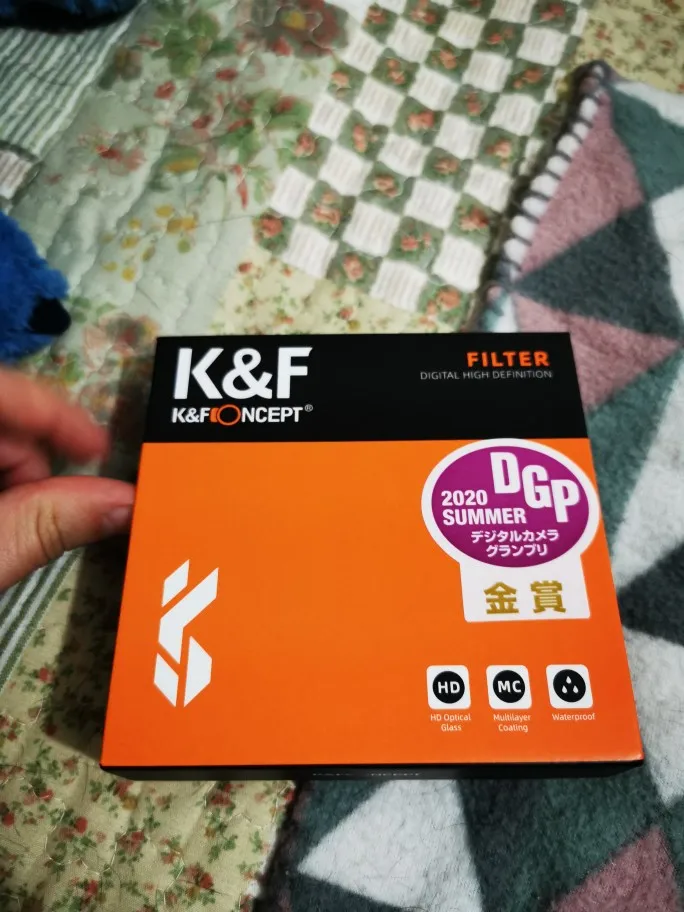 K&F
K&F CONCEPT®
FILTER
DIGITAL HIGH DEFINITION
DGP
2020
SUMMER
デジタルカメラ
グランプリ
金賞
HD
MC
HD Optical
Glass
Multilayer
Coating
Waterproof
K&F CONCEPT